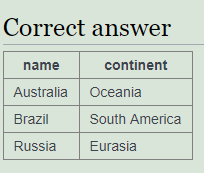 Correct answer
name continent
Australia Oceania
Brazil South America
Russia Eurasia